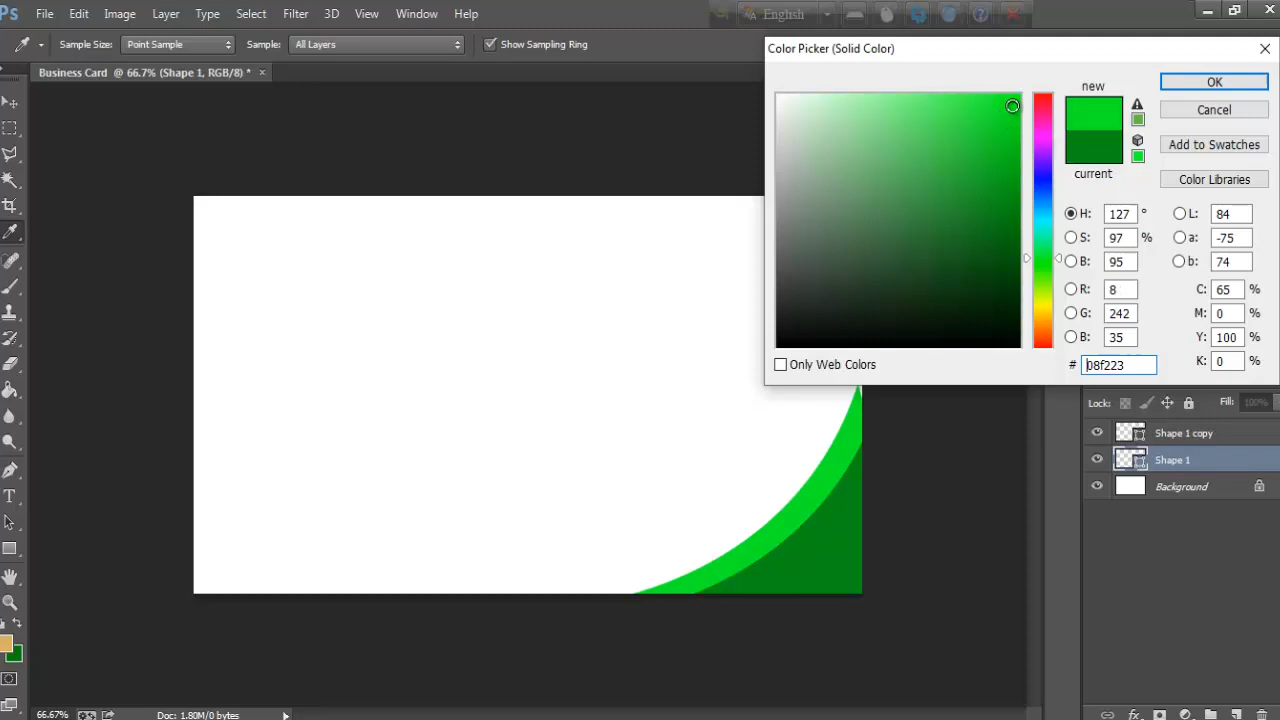 Ps File Edit Image Layer Type Select Filter 3D View Window Help
English
Sample Size: Point Sample Sample: All Layers Show Sampling Ring
Business Card @ 66.7% (Shape 1, RGB/8) * ×
Color Picker (Solid Color)
new
current
OK
Cancel
Add to Swatches
Color Libraries
H: 127 ° L: 84
S: 97 % a: -75
B: 95 b: 74
R: 8 C: 65 %
G: 242 M: 0 %
B: 35 Y: 100 %
# 08f223 K: 0 %
Only Web Colors
Lock: Fill: 100%
Shape 1 copy
Shape 1
Background
T
66.67% Doc: 1.80M/0 bytes
fx